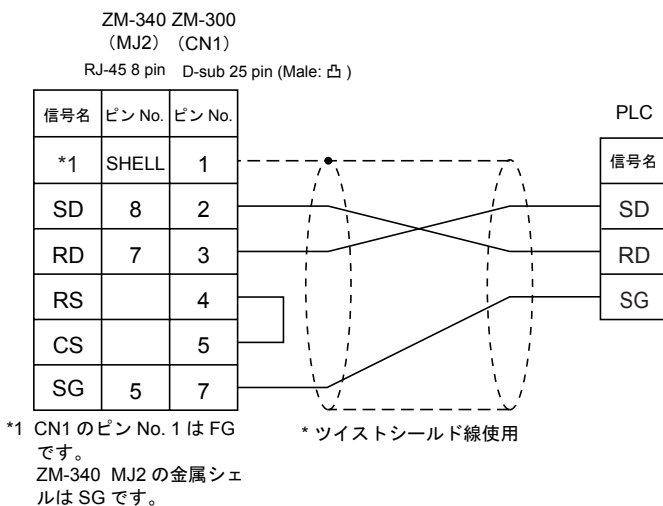 ZM-340 ZM-300
(MJ2) (CN1)
RJ-45 8 pin D-sub 25 pin (Male: 凸)
信号名 ピン No. ピン No.
*1 SHELL 1
SD 8 2
RD 7 3
RS 4
CS 5
SG 5 7
PLC
信号名
SD
RD
SG
*1 CN1 のピン No. 1 は FG
です。
ZM-340 MJ2 の金属シェ
ルは SG です。
* ツイストシールド線使用